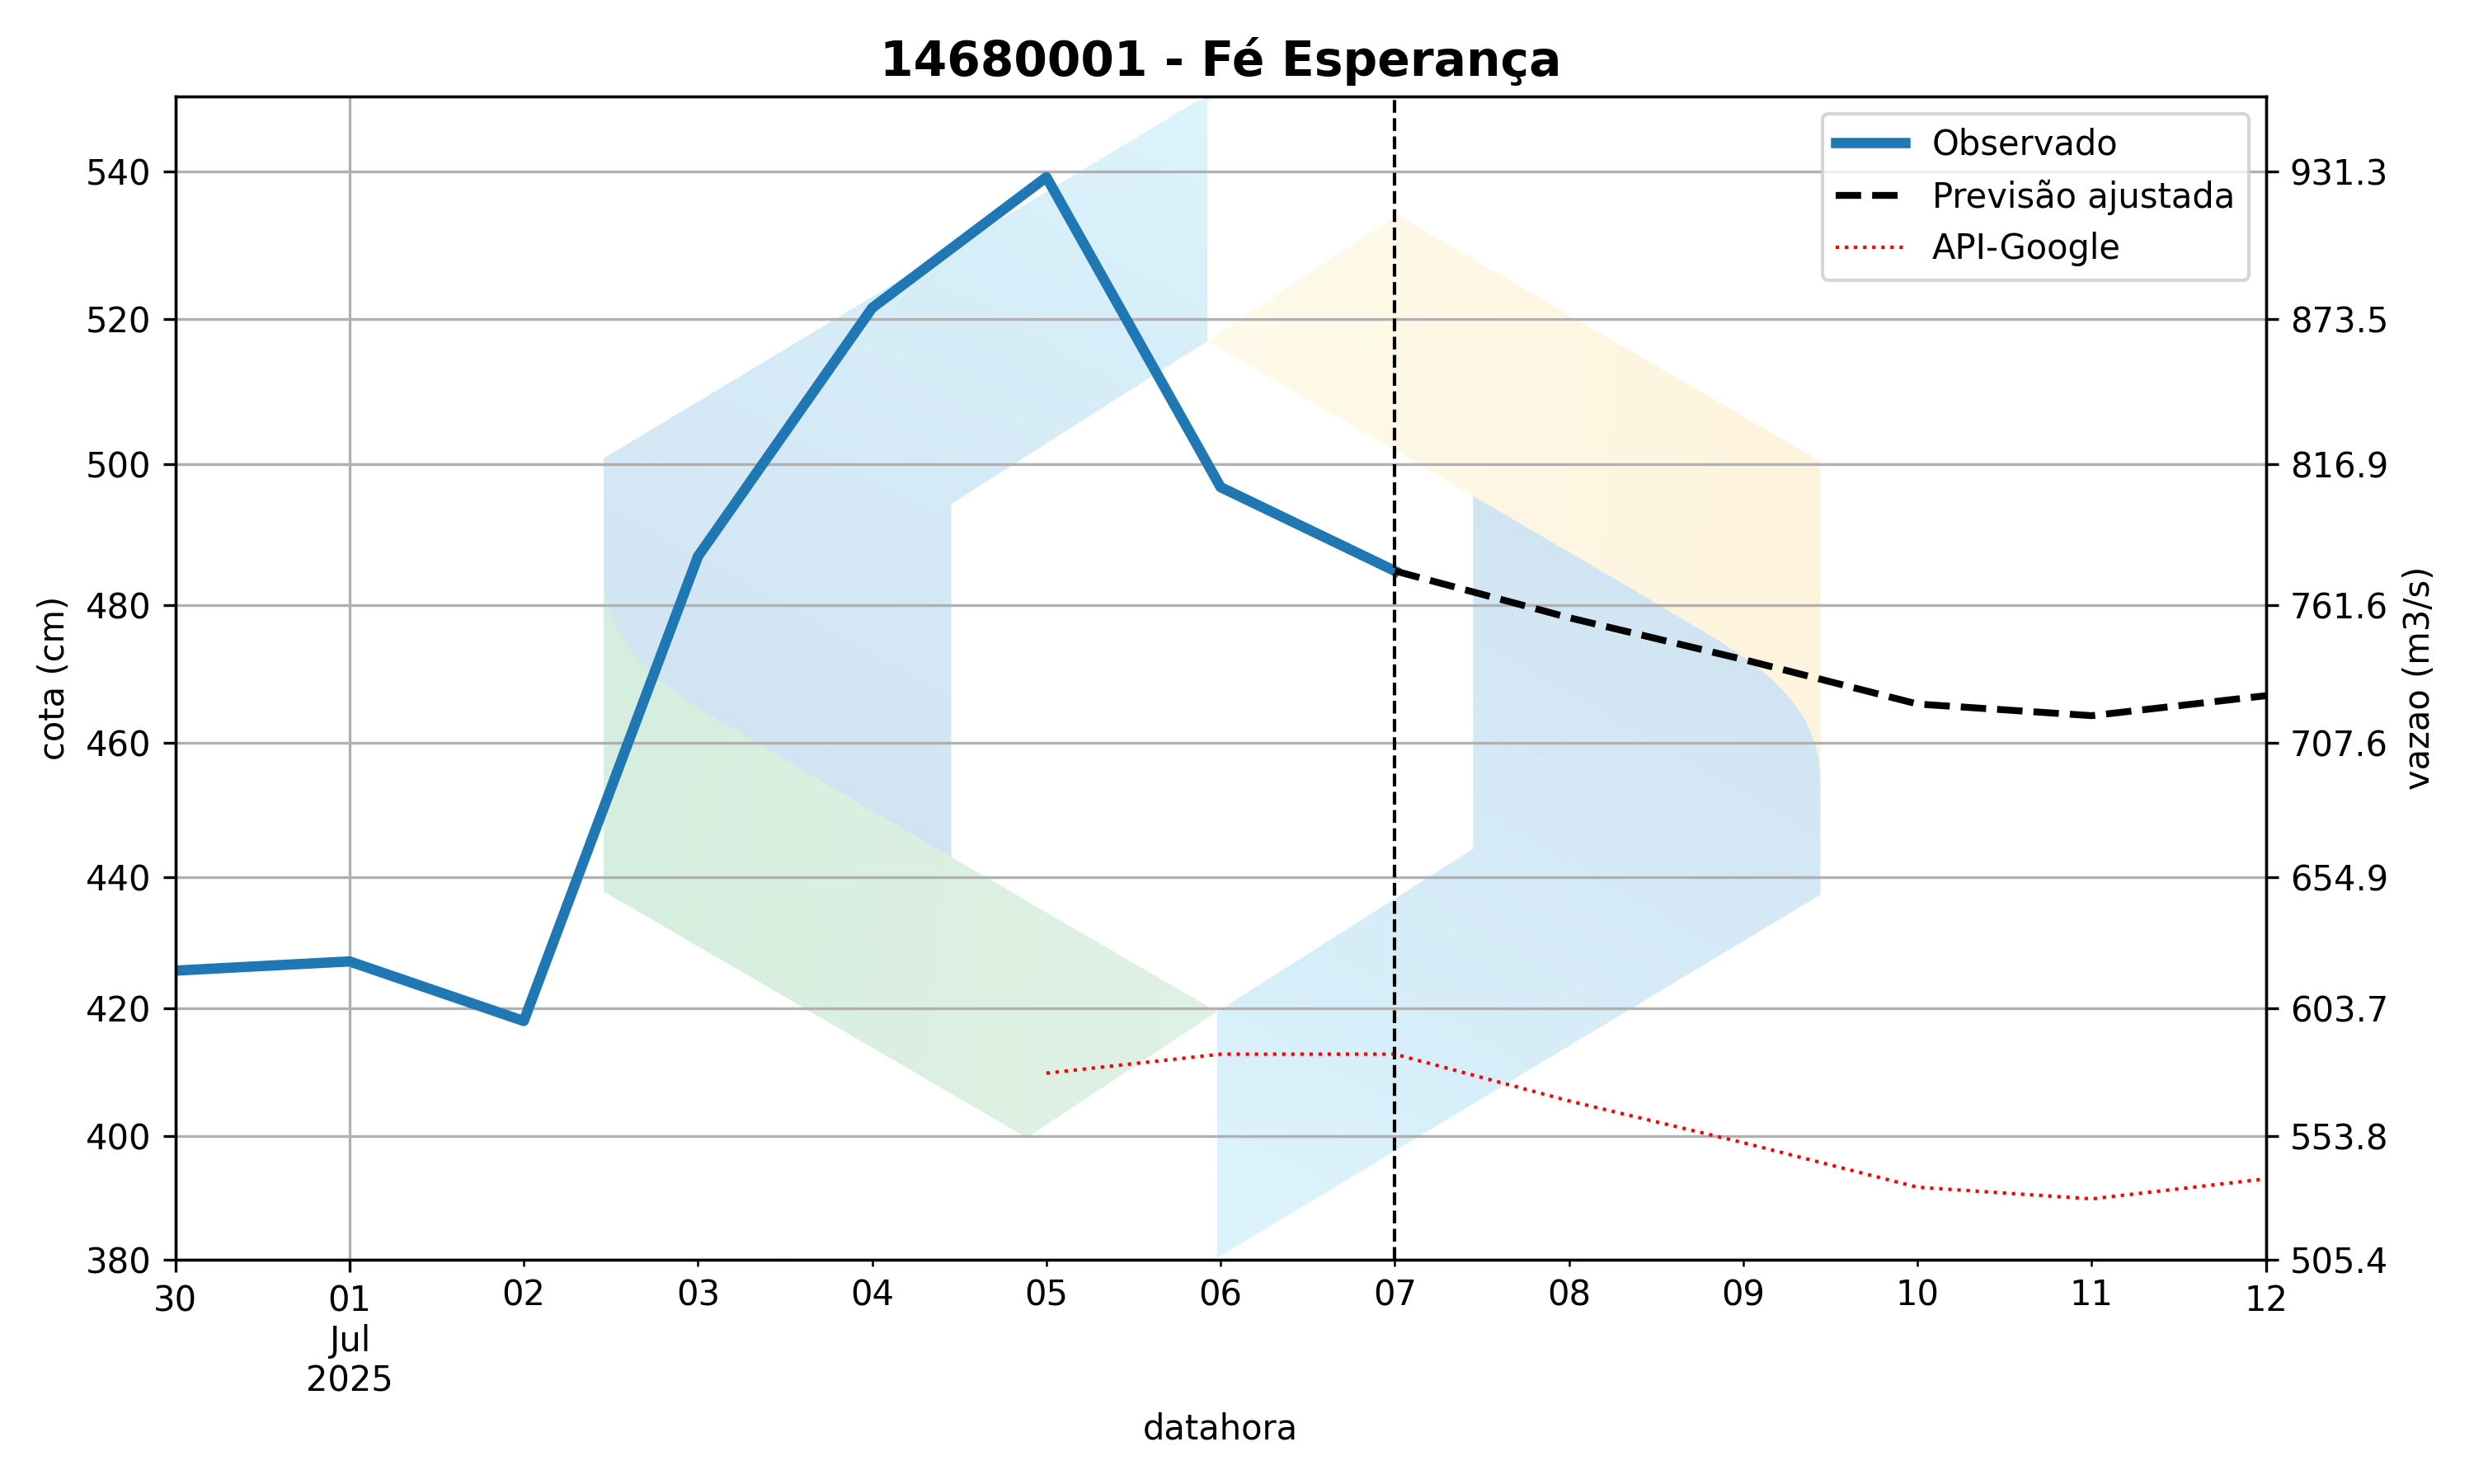 14680001 - Fé Esperança
Observado
Previsão ajustada
API-Google
cota (cm)
540
520
500
480
460
440
420
400
380
931.3
873.5
816.9
761.6
707.6
654.9
603.7
553.8
505.4
vazao (m3/s)
30 01 02 03 04 05 06 07 08 09 10 11 12
Jul
2025
datahora